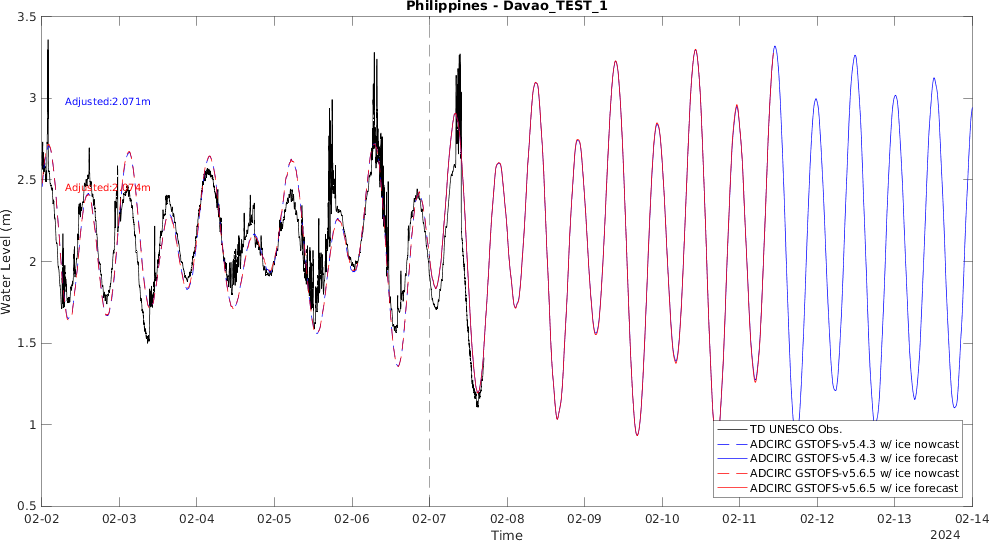 Philippines - Davao_TEST_1
3.5
3
2.5
2
1.5
1
0.5
Water Level (m)
Adjusted:2.071m
Adjusted:2.074m
TD UNESCO Obs.
ADCIRC GSTOFS-v5.4.3 w/ ice nowcast
ADCIRC GSTOFS-v5.4.3 w/ ice forecast
ADCIRC GSTOFS-v5.6.5 w/ ice nowcast
ADCIRC GSTOFS-v5.6.5 w/ ice forecast
02-02 02-03 02-04 02-05 02-06 02-07 02-08 02-09 02-10 02-11 02-12 02-13 02-14
Time
2024